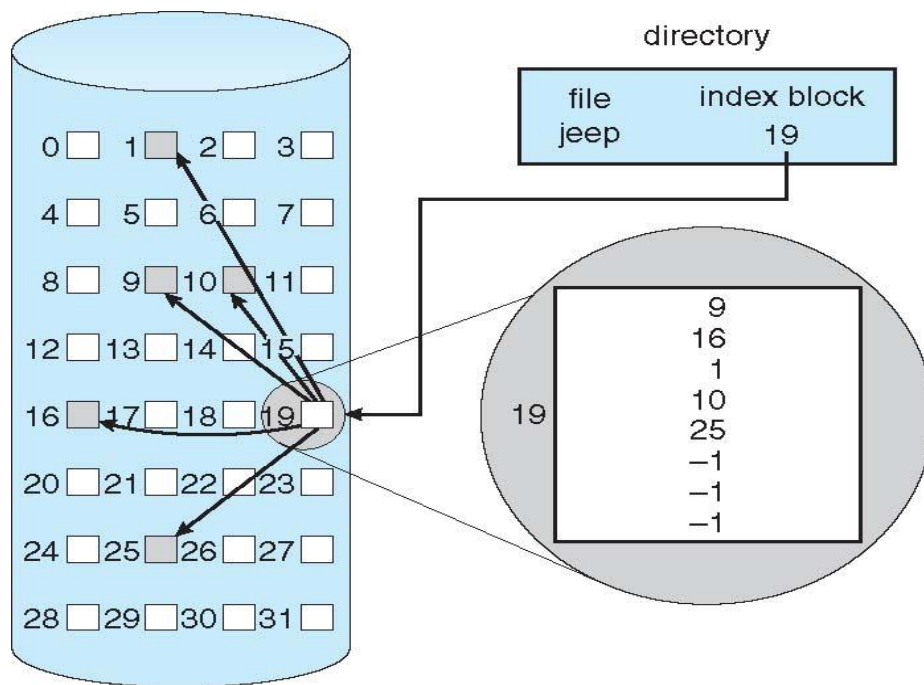 directory
file index block
jeep 19
0 1 2 3
4 5 6 7
8 9 10 11
12 13 14 15
16 17 18 19
20 21 22 23
24 25 26 27
28 29 30 31
19
9
16
1
10
25
–1
–1
–1